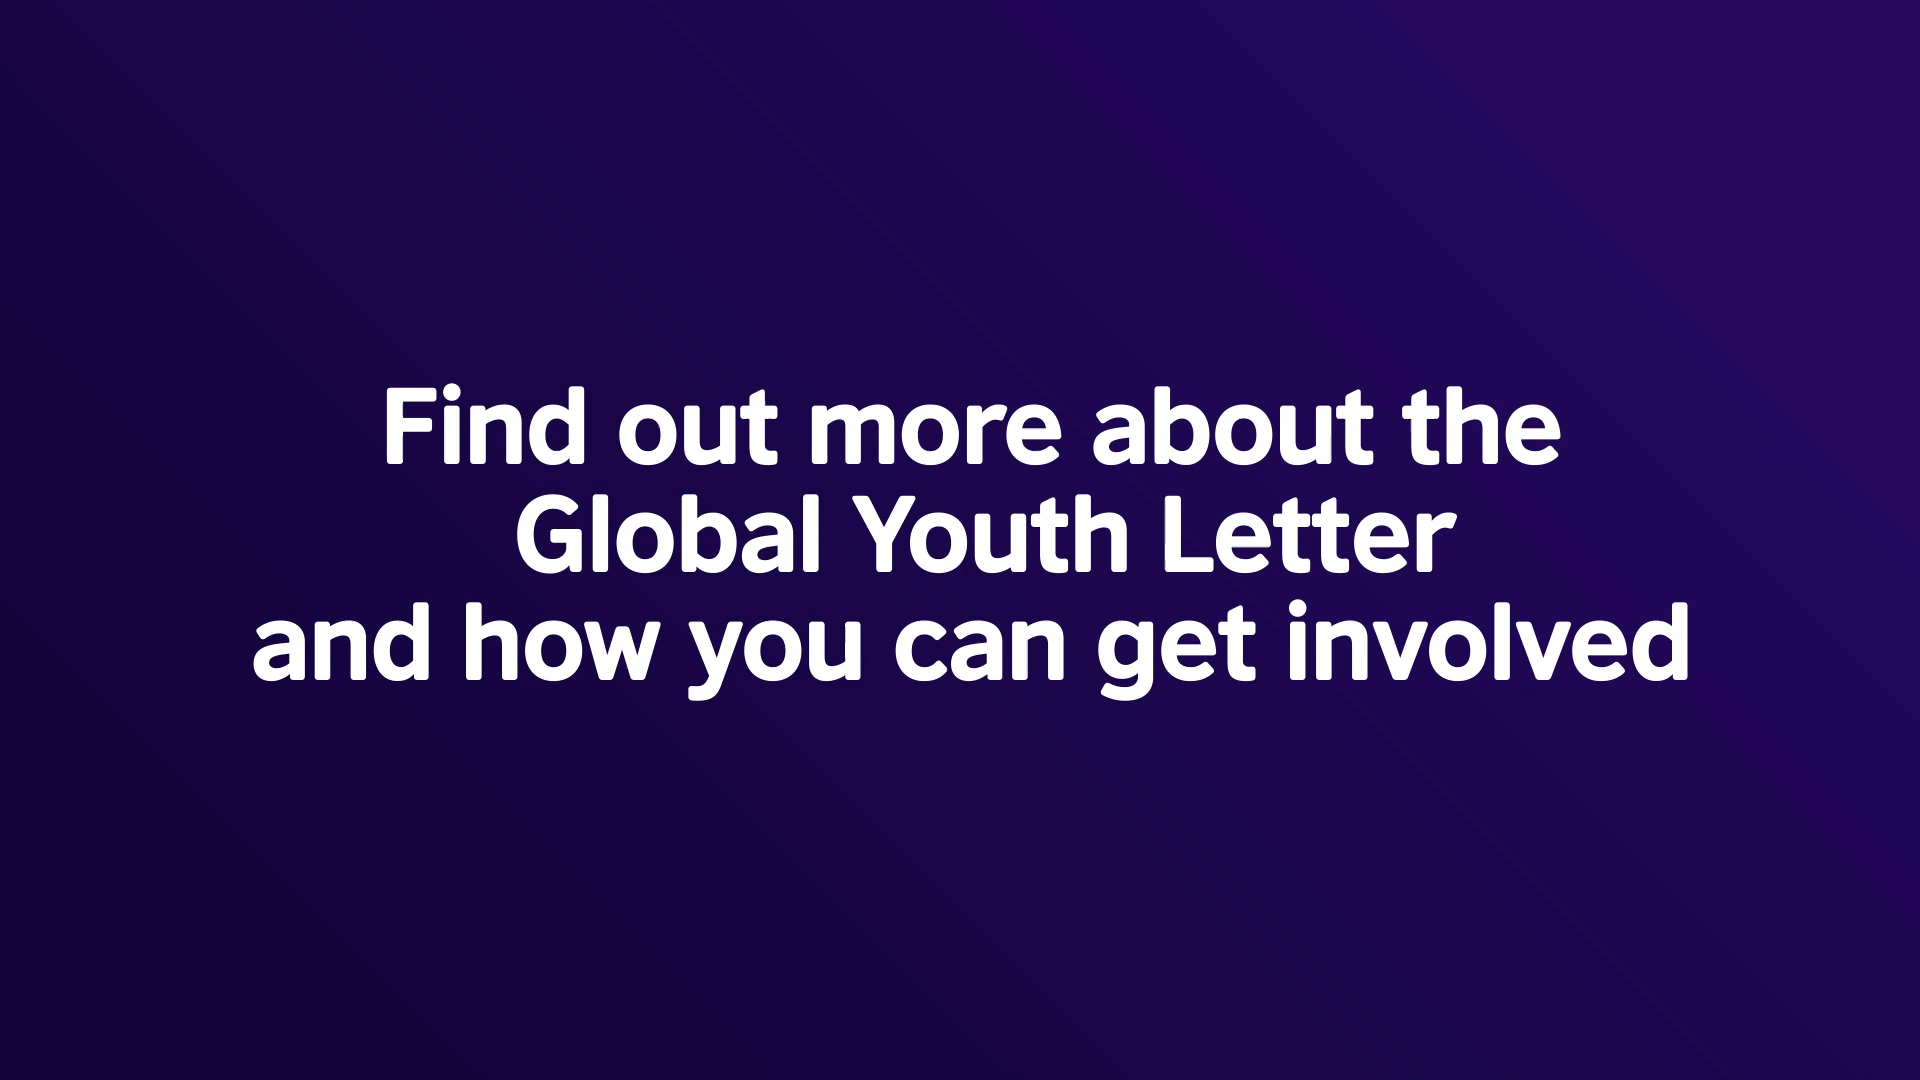 Find out more about the
Global Youth Letter
and how you can get involved